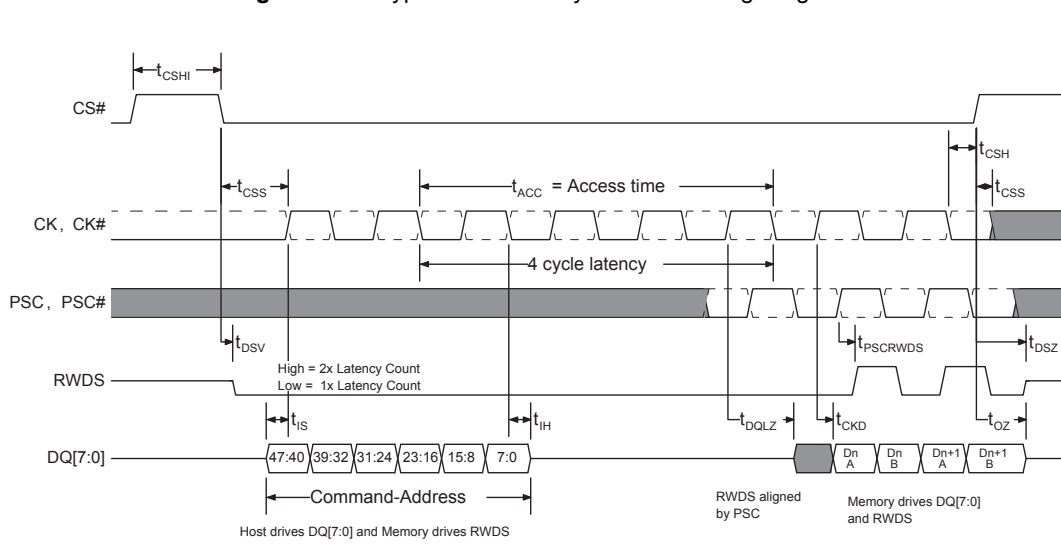 tCSHI
CS#
tCSH
tCSS
tACC = Access time
tCSS
CK, CK#
4 cycle latency
PSC, PSC#
tDSV
tPSCRWDS
tDSZ
High = 2x Latency Count
Low = 1x Latency Count
RWDS
tIS
tIH
tDQLZ
tCKD
tOZ
DQ[7:0]
47:40 39:32 31:24 23:16 15:8 7:0
Dn A
Dn B
Dn+1 A
Dn+1 B
Command-Address
RWDS aligned
by PSC
Memory drives DQ[7:0]
and RWDS
Host drives DQ[7:0] and Memory drives RWDS